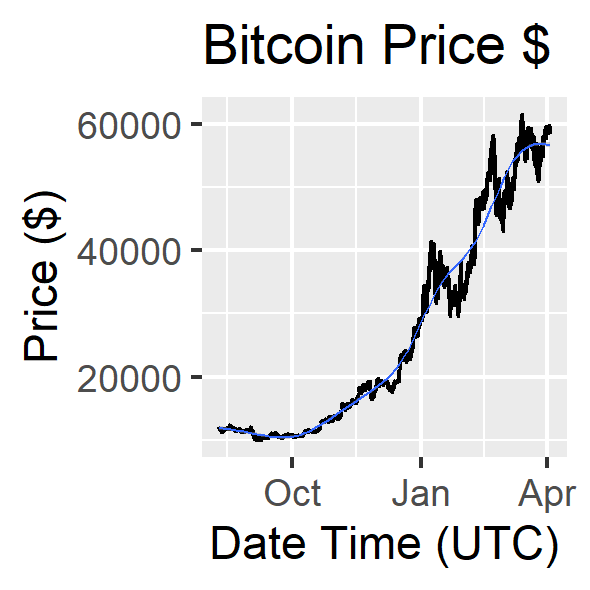 Bitcoin Price $
Price ($)
60000
40000
20000
Oct Jan Apr
Date Time (UTC)